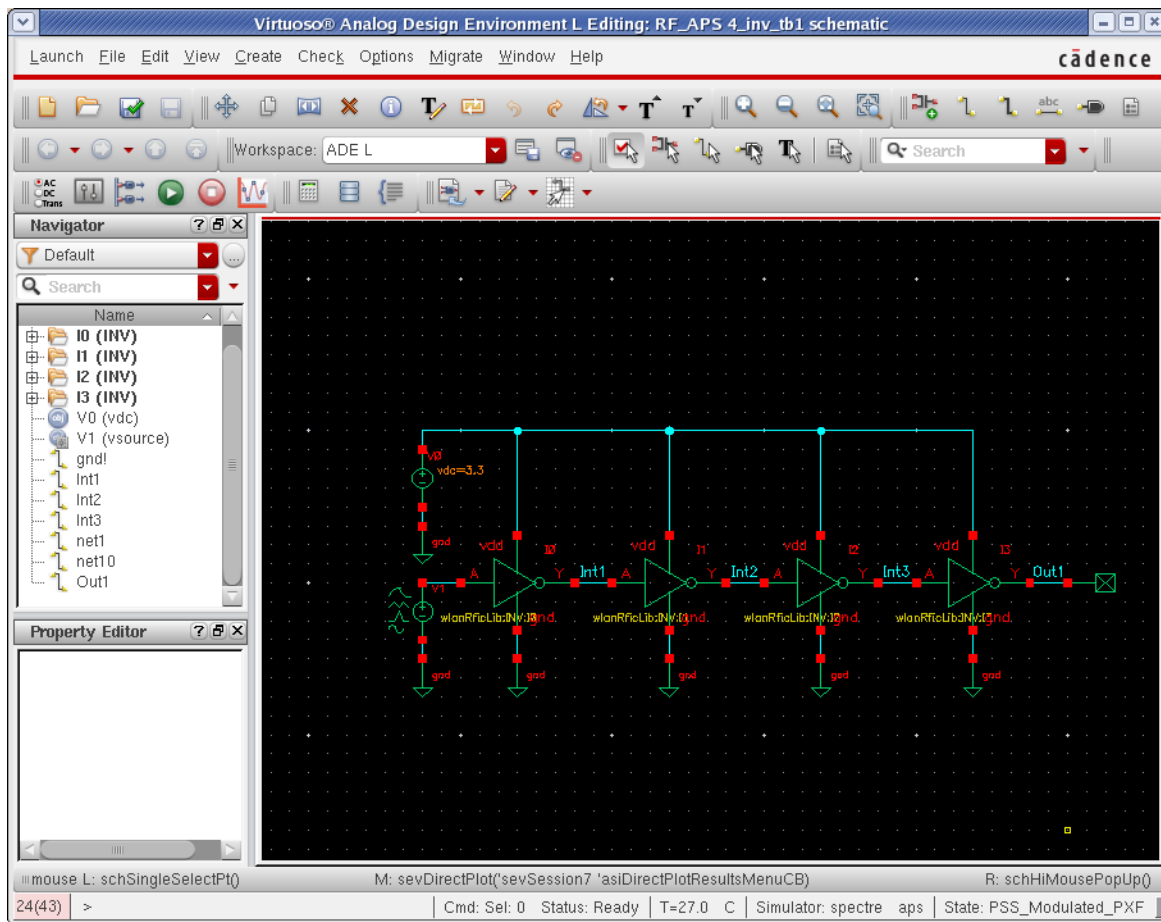 Virtuoso® Analog Design Environment L Editing: RF_APS 4_inv_tb1 schematic
Launch File Edit View Create Check Options Migrate Window Help
cādence
abc
Workspace: ADE L
Search
AC
DC
Trans
Navigator
Default
Search
Name
I0 (INV)
I1 (INV)
I2 (INV)
I3 (INV)
V0 (vdc)
V1 (vsource)
gnd!
Int1
Int2
Int3
net1
net10
Out1
Property Editor
V0
vdc=3.3
gnd
vdd I0 vdd I1 vdd I2 vdd I3
A Y Int1 A Y Int2 A Y Int3 A Y Out1
V1
gnd gnd gnd gnd gnd
mouse L: schSingleSelectPt() M: sevDirectPlot('sevSession7 'asiDirectPlotResultsMenuCB) R: schHiMousePopUp()
24(43) > Cmd: Sel: 0 Status: Ready T=27.0 C Simulator: spectre aps State: PSS_Modulated_PXF